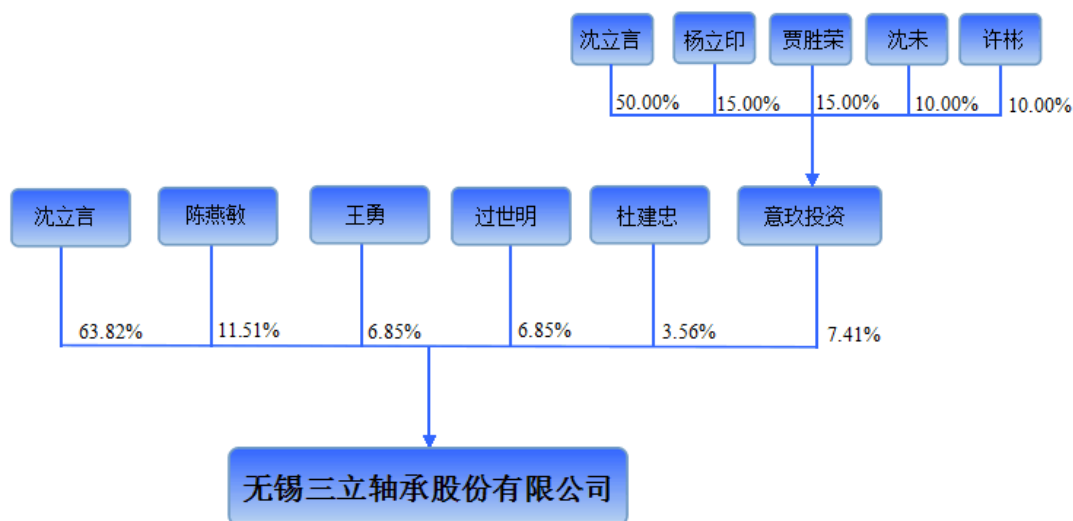 沈立言 杨立印 贾胜荣 沈未 许彬
50.00% 15.00% 15.00% 10.00% 10.00%
沈立言 陈燕敏 王勇 过世明 杜建忠 意玖投资
63.82% 11.51% 6.85% 6.85% 3.56% 7.41%
无锡三立轴承股份有限公司